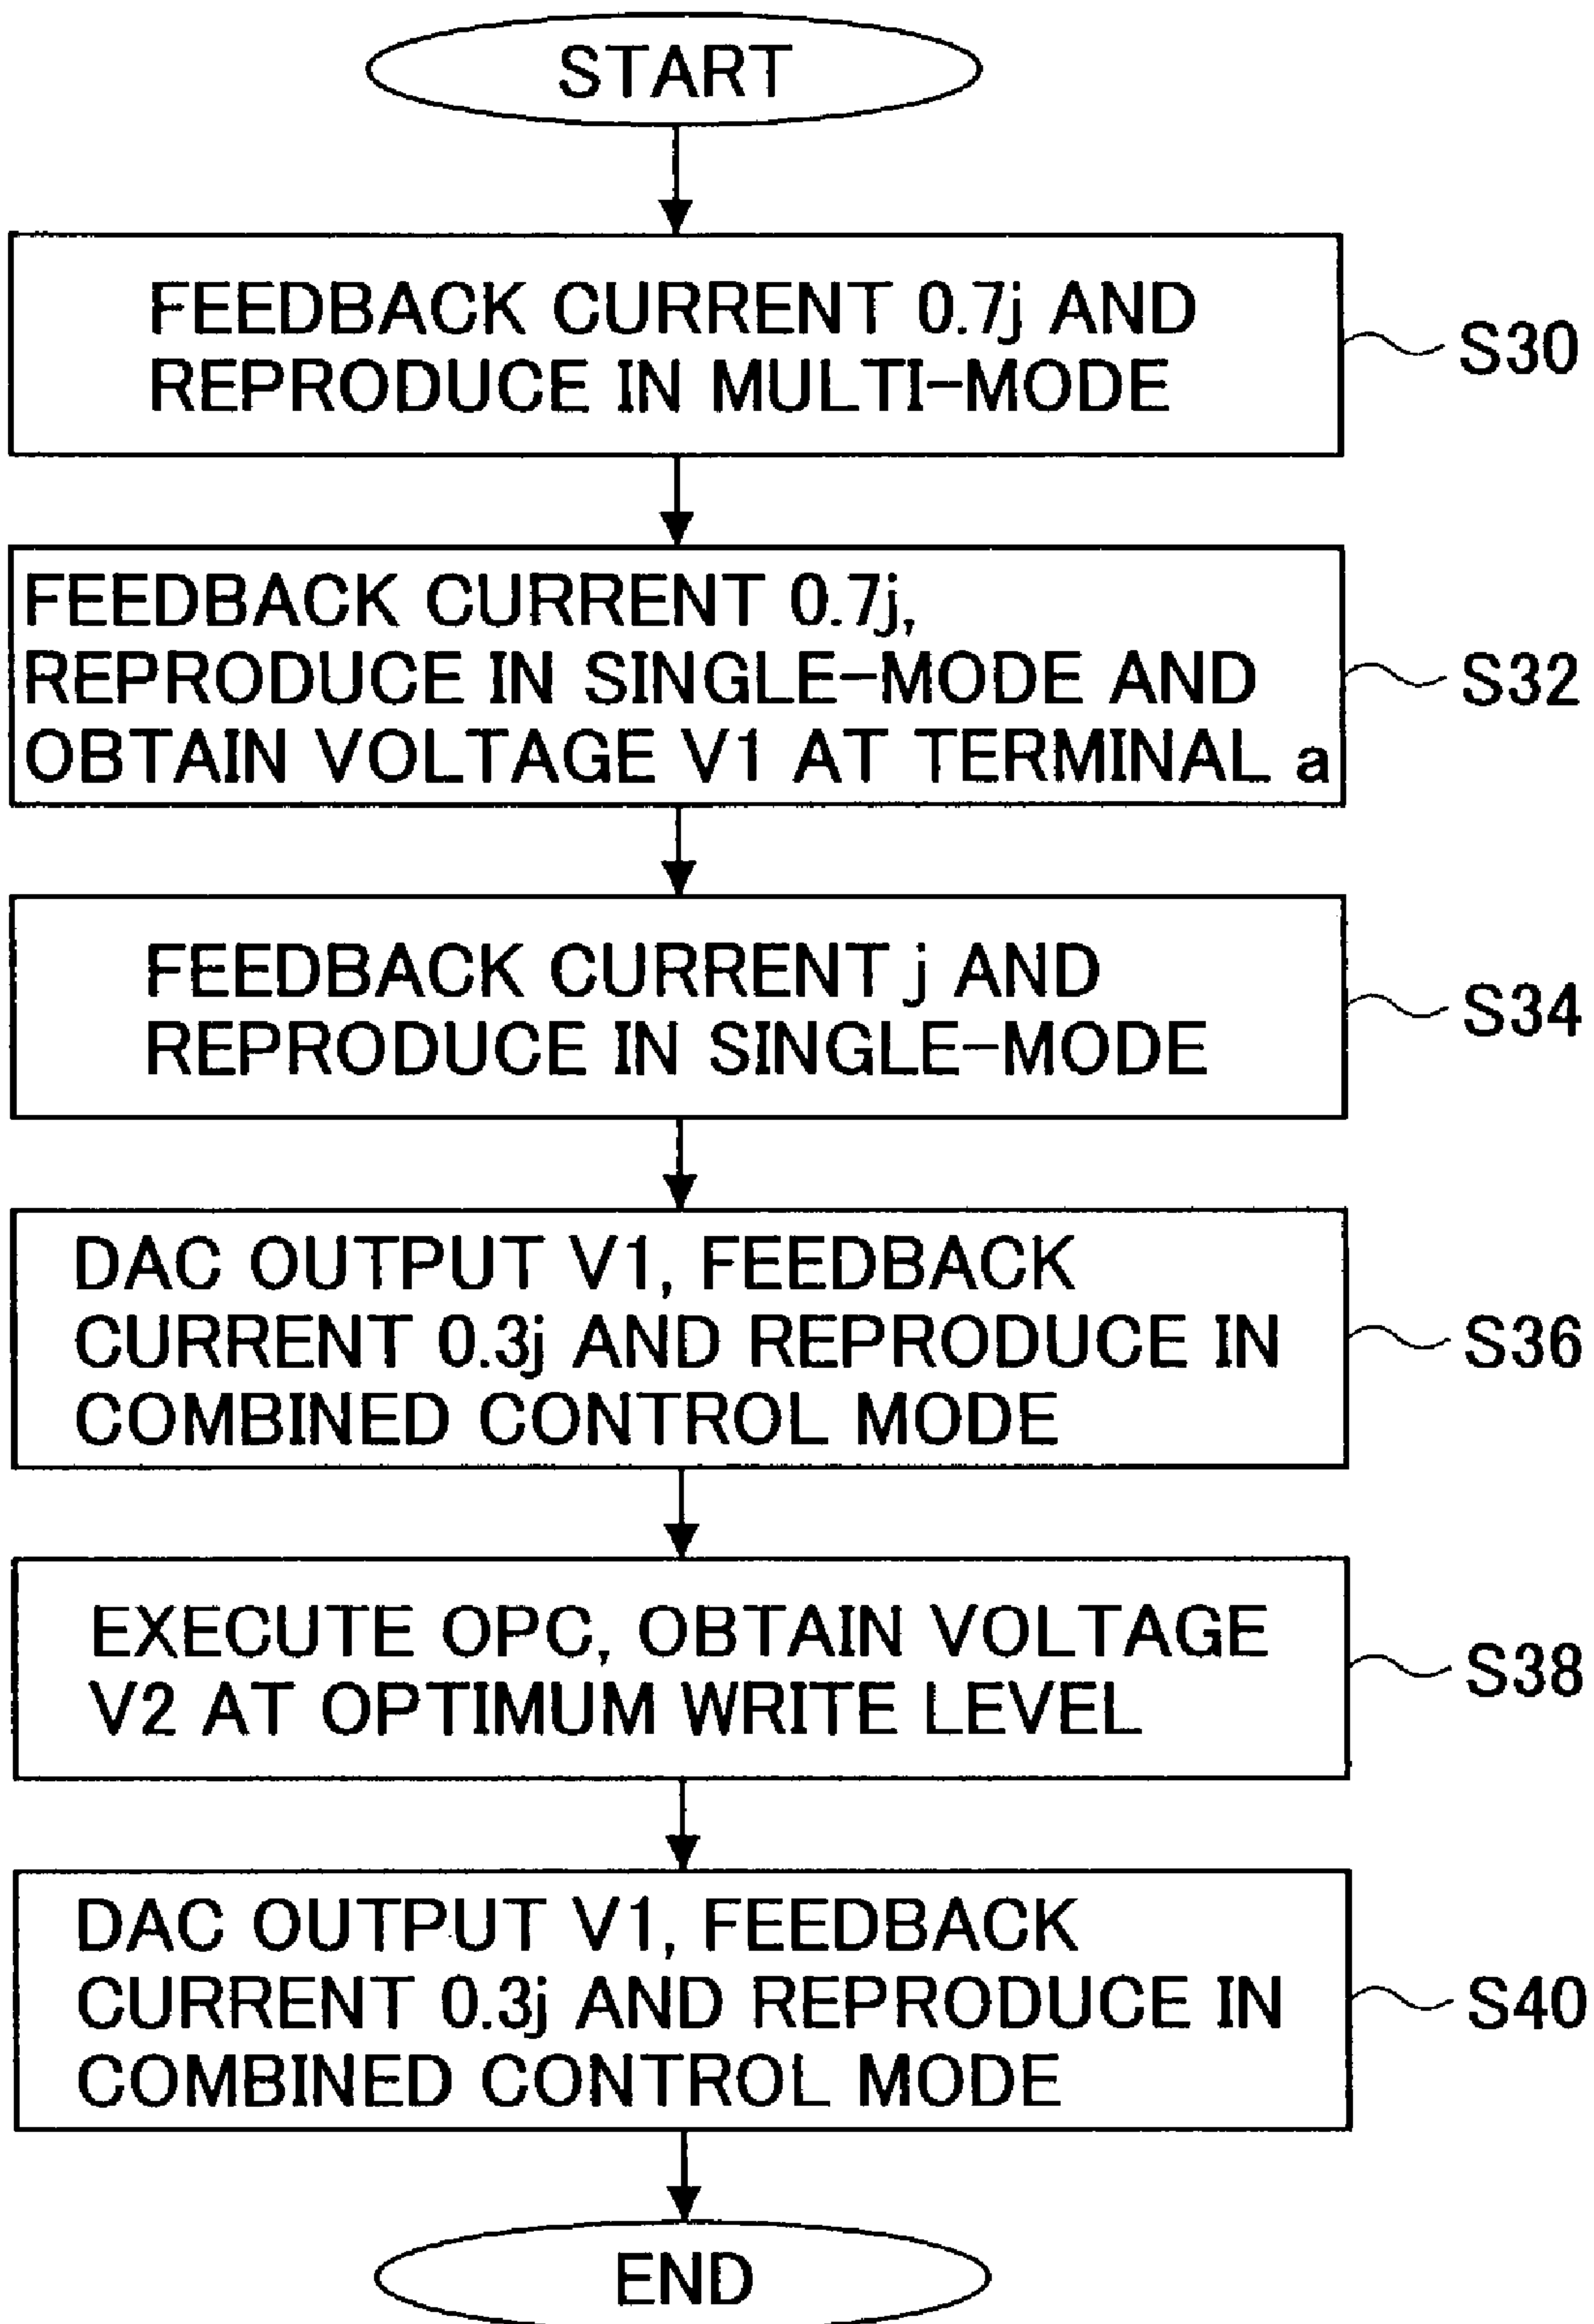 START
FEEDBACK CURRENT 0.7j AND
REPRODUCE IN MULTI-MODE
S30
FEEDBACK CURRENT 0.7j,
REPRODUCE IN SINGLE-MODE AND
OBTAIN VOLTAGE V1 AT TERMINAL a
S32
FEEDBACK CURRENT j AND
REPRODUCE IN SINGLE-MODE
S34
DAC OUTPUT V1, FEEDBACK
CURRENT 0.3j AND REPRODUCE IN
COMBINED CONTROL MODE
S36
EXECUTE OPC, OBTAIN VOLTAGE
V2 AT OPTIMUM WRITE LEVEL
S38
DAC OUTPUT V1, FEEDBACK
CURRENT 0.3j AND REPRODUCE IN
COMBINED CONTROL MODE
S40
END